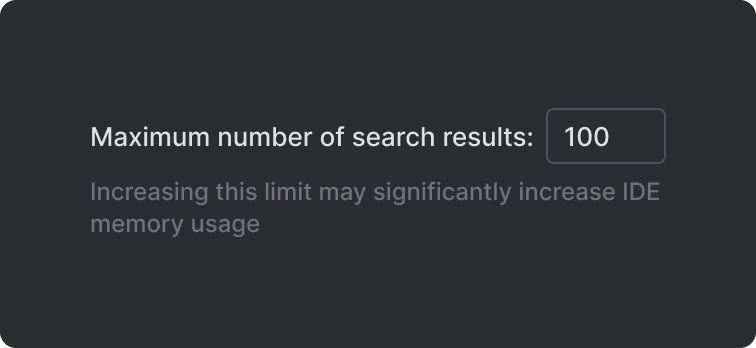 Maximum number of search results: 100
Increasing this limit may significantly increase IDE
memory usage